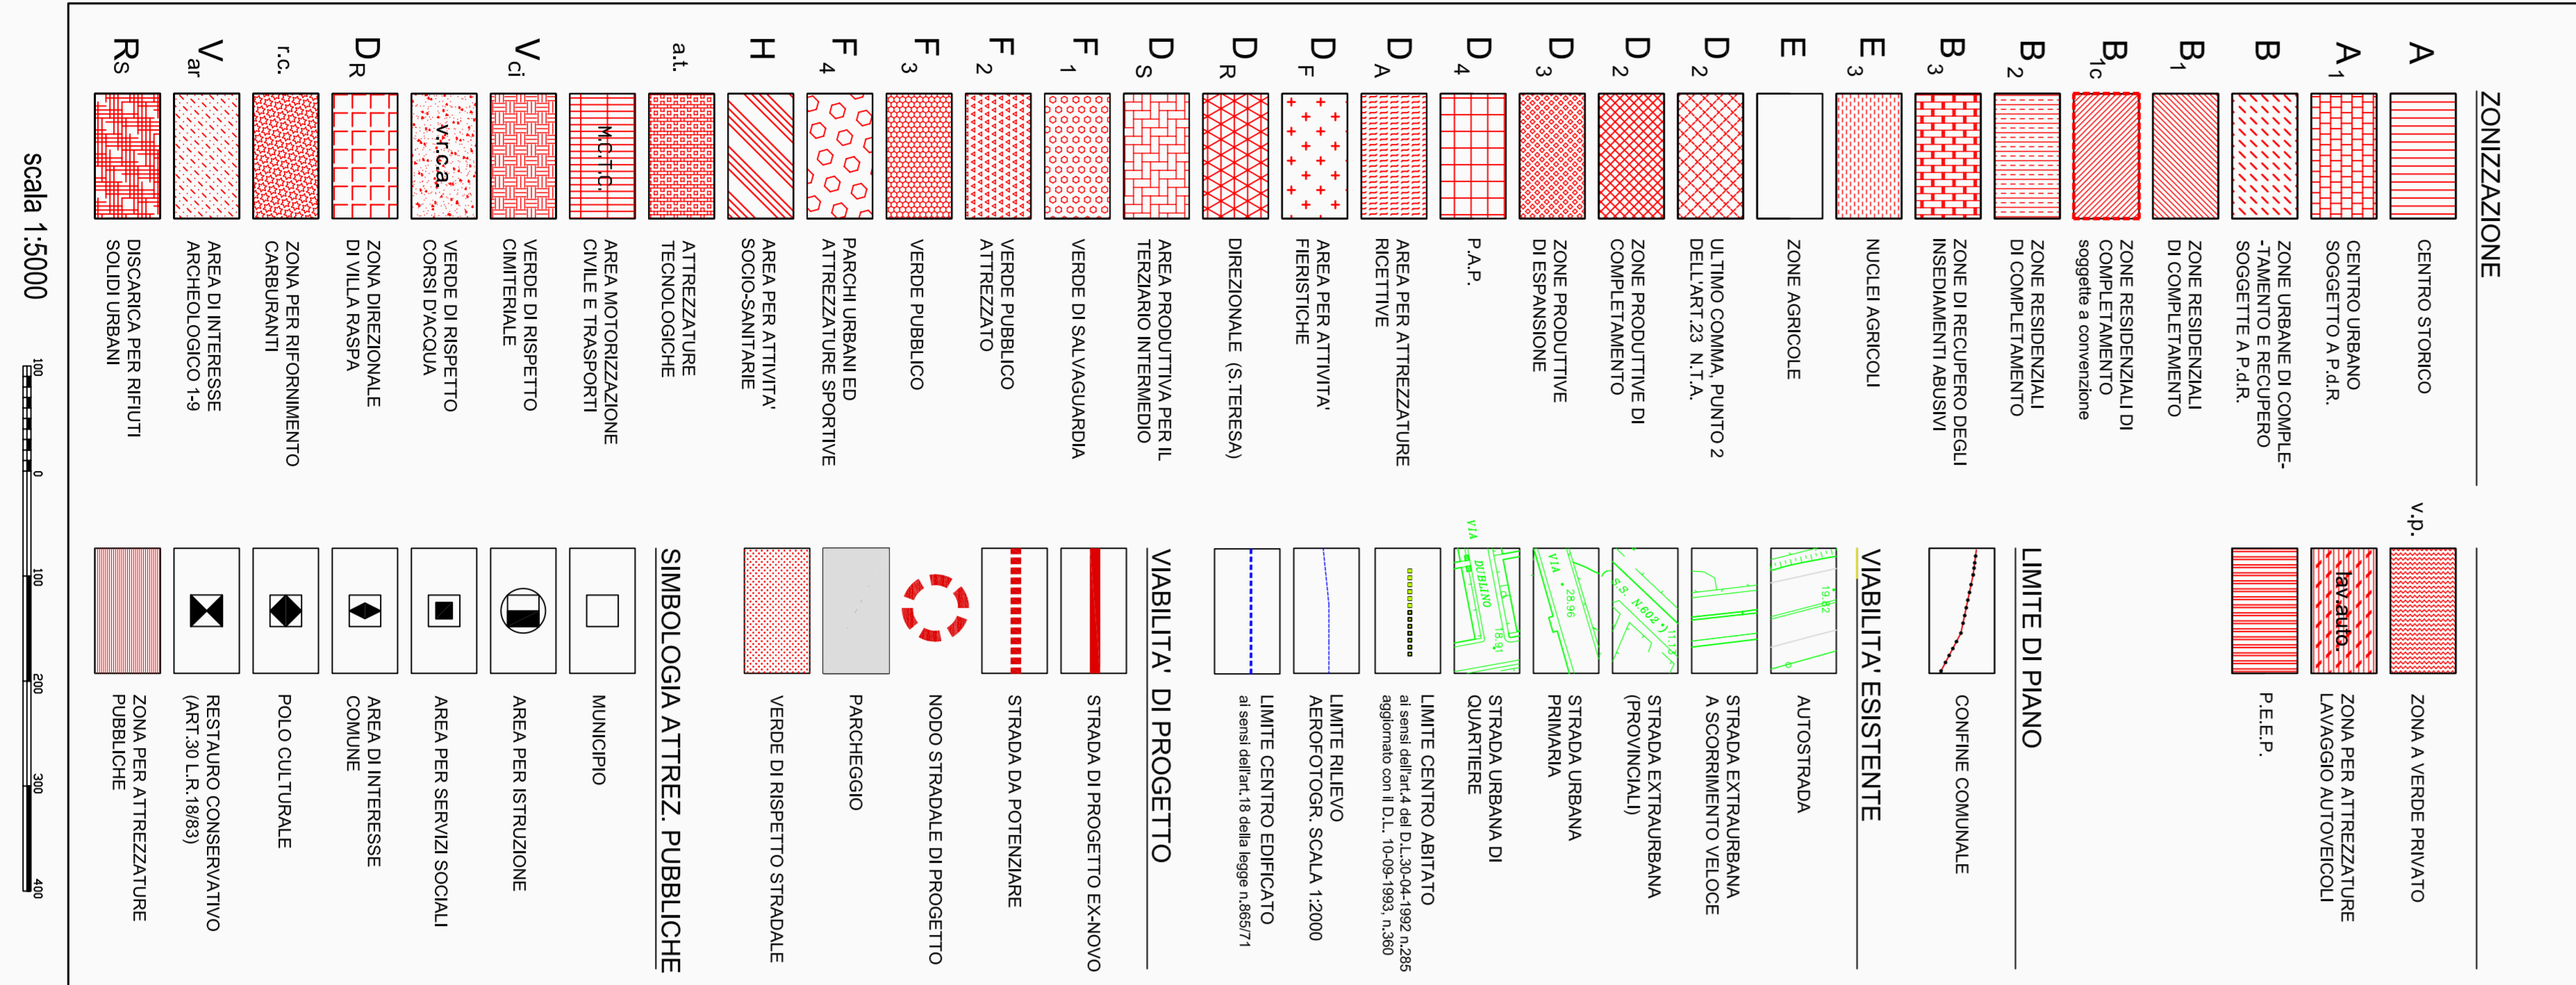 ZONIZZAZIONE
A
CENTRO STORICO
A1
CENTRO URBANO
SOGGETTO A P.d.R.
B
ZONE URBANE DI COMPLE-
-TAMENTO E RECUPERO
SOGGETTE A P.d.R.
B1
ZONE RESIDENZIALI
DI COMPLETAMENTO
B1c
ZONE RESIDENZIALI DI
COMPLETAMENTO
soggette a convenzione
B2
ZONE RESIDENZIALI
DI COMPLETAMENTO
B3
ZONE DI RECUPERO DEGLI
INSEDIAMENTI ABUSIVI
E3
NUCLEI AGRICOLI
E
ZONE AGRICOLE
D2
ULTIMO COMMA, PUNTO 2
DELL'ART.23 N.T.A.
D2
ZONE PRODUTTIVE DI
COMPLETAMENTO
D3
ZONE PRODUTTIVE
DI ESPANSIONE
D4
P.A.P.
DA
AREA PER ATTREZZATURE
RICETTIVE
DF
AREA PER ATTIVITA'
FIERISTICHE
DR
DIREZIONALE (S.TERESA)
DS
AREA PRODUTTIVA PER IL
TERZIARIO INTERMEDIO
F1
VERDE DI SALVAGUARDIA
F2
VERDE PUBBLICO
ATTREZZATO
F3
VERDE PUBBLICO
F4
PARCHI URBANI ED
ATTREZZATURE SPORTIVE
H
AREA PER ATTIVITA'
SOCIO-SANITARIE
a.t.
ATTREZZATURE
TECNOLOGICHE
M.C.T.C.
AREA MOTORIZZAZIONE
CIVILE E TRASPORTI
Vci
VERDE DI RISPETTO
CIMITERIALE
v.r.c.a.
VERDE DI RISPETTO
CORSI D'ACQUA
DR
ZONA DIREZIONALE
DI VILLA RASPA
r.c.
ZONA PER RIFORNIMENTO
CARBURANTI
Var
AREA DI INTERESSE
ARCHEOLOGICO 1-9
RS
DISCARICA PER RIFIUTI
SOLIDI URBANI
v.p.
ZONA A VERDE PRIVATO
lav.auto.
ZONA PER ATTREZZATURE
LAVAGGIO AUTOVEICOLI
P.E.E.P.
LIMITE DI PIANO
CONFINE COMUNALE
VIABILITA' ESISTENTE
19.82
AUTOSTRADA
STRADA EXTRAURBANA
A SCORRIMENTO VELOCE
S.S. N.602
11.13
STRADA EXTRAURBANA
(PROVINCIALI)
VIA
28.96
STRADA URBANA
PRIMARIA
VIA
DUBLINO
18.91
STRADA URBANA DI
QUARTIERE
LIMITE CENTRO ABITATO
ai sensi dell'art.4 del D.L.30-04-1992 n.285
aggiornato con il D.L. 10-09-1993, n.360
LIMITE RILIEVO
AEROFOTOGR. SCALA 1:2000
LIMITE CENTRO EDIFICATO
ai sensi dell'art.18 della legge n.865/71
VIABILITA' DI PROGETTO
STRADA DI PROGETTO EX-NOVO
STRADA DA POTENZIARE
NODO STRADALE DI PROGETTO
PARCHEGGIO
VERDE DI RISPETTO STRADALE
SIMBOLOGIA ATTREZ. PUBBLICHE
MUNICIPIO
AREA PER ISTRUZIONE
AREA PER SERVIZI SOCIALI
AREA DI INTERESSE
COMUNE
POLO CULTURALE
RESTAURO CONSERVATIVO
(ART.30 L.R.18/83)
ZONA PER ATTREZZATURE
PUBBLICHE
scala 1:5000
100 0 100 200 300 400